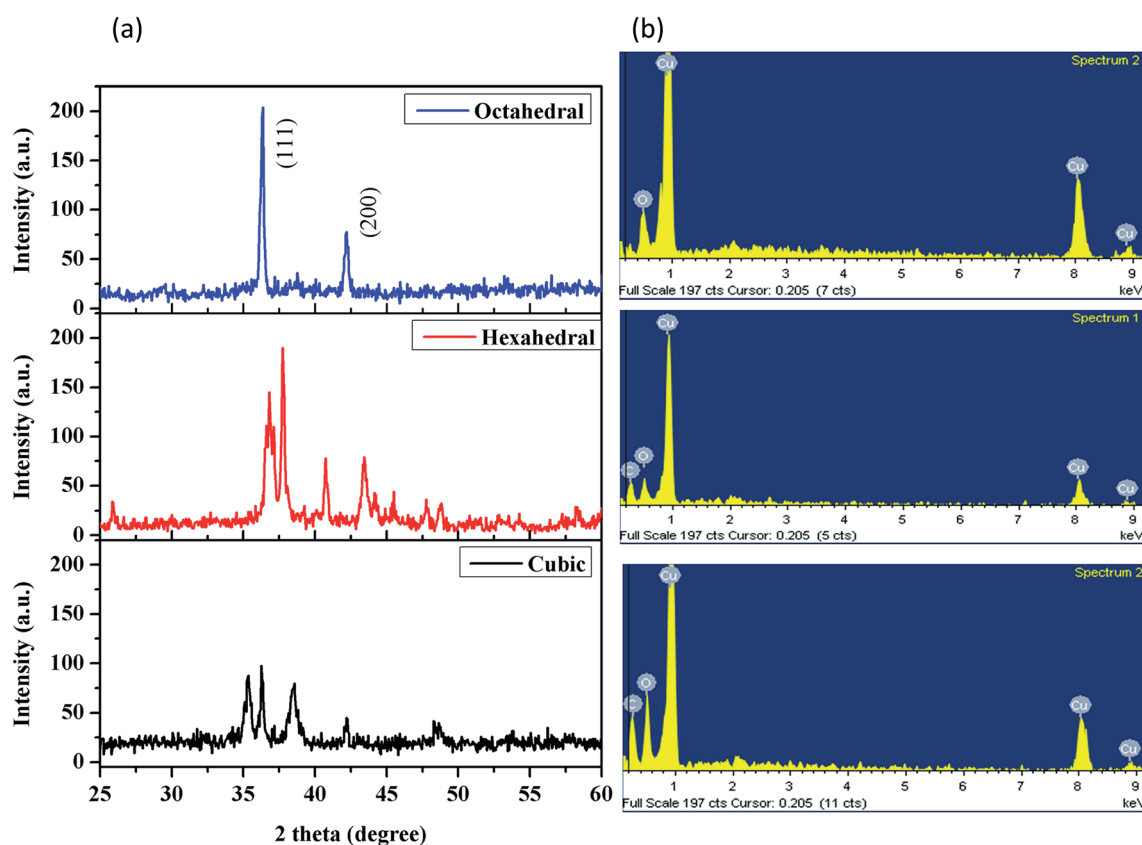 (a)
Intensity (a.u.)
200
150
100
50
0
Octahedral
(111)
(200)
Intensity (a.u.)
200
150
100
50
0
Hexahedral
Intensity (a.u.)
200
150
100
50
0
Cubic
25 30 35 40 45 50 55 60
2 theta (degree)
(b)
Spectrum 2
Cu
O
Cu
Cu
1 2 3 4 5 6 7 8 9
Full Scale 197 cts Cursor: 0.205 (7 cts) keV
Spectrum 1
Cu
C
O
Cu
Cu
1 2 3 4 5 6 7 8 9
Full Scale 197 cts Cursor: 0.205 (5 cts) keV
Spectrum 2
Cu
C
O
Cu
Cu
1 2 3 4 5 6 7 8 9
Full Scale 197 cts Cursor: 0.205 (11 cts) keV